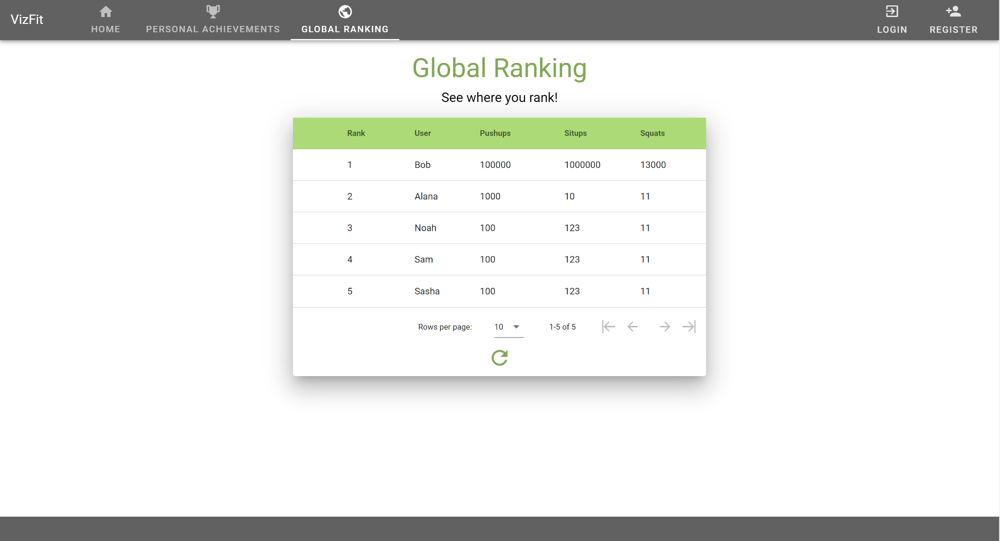 VizFit
HOME
PERSONAL ACHIEVEMENTS
GLOBAL RANKING
LOGIN
REGISTER
Global Ranking
See where you rank!
Rank User Pushups Situps Squats
1 Bob 100000 1000000 13000
2 Alana 1000 10 11
3 Noah 100 123 11
4 Sam 100 123 11
5 Sasha 100 123 11
Rows per page: 10 1-5 of 5